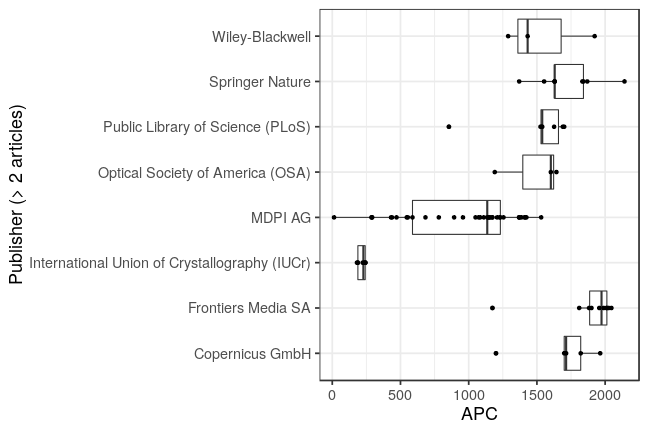 Publisher (> 2 articles)
Wiley-Blackwell
Springer Nature
Public Library of Science (PLoS)
Optical Society of America (OSA)
MDPI AG
International Union of Crystallography (IUCr)
Frontiers Media SA
Copernicus GmbH
0 500 1000 1500 2000
APC